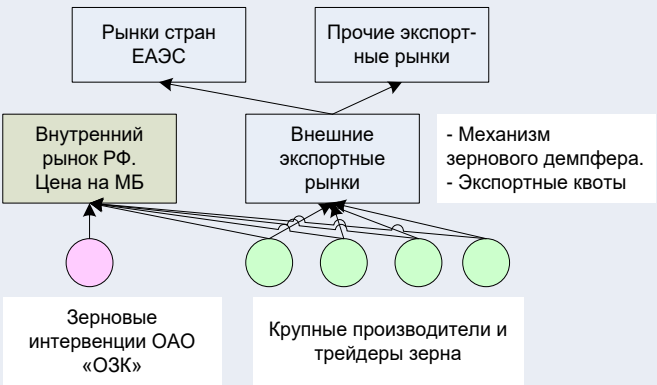 Рынки стран
ЕАЭС
Прочие экспорт-
ные рынки
Внутренний
рынок РФ.
Цена на МБ
Внешние
экспортные
рынки
- Механизм
зернового демпфера.
- Экспортные квоты
Зерновые
интервенции ОАО
«ОЗК»
Крупные производители и
трейдеры зерна